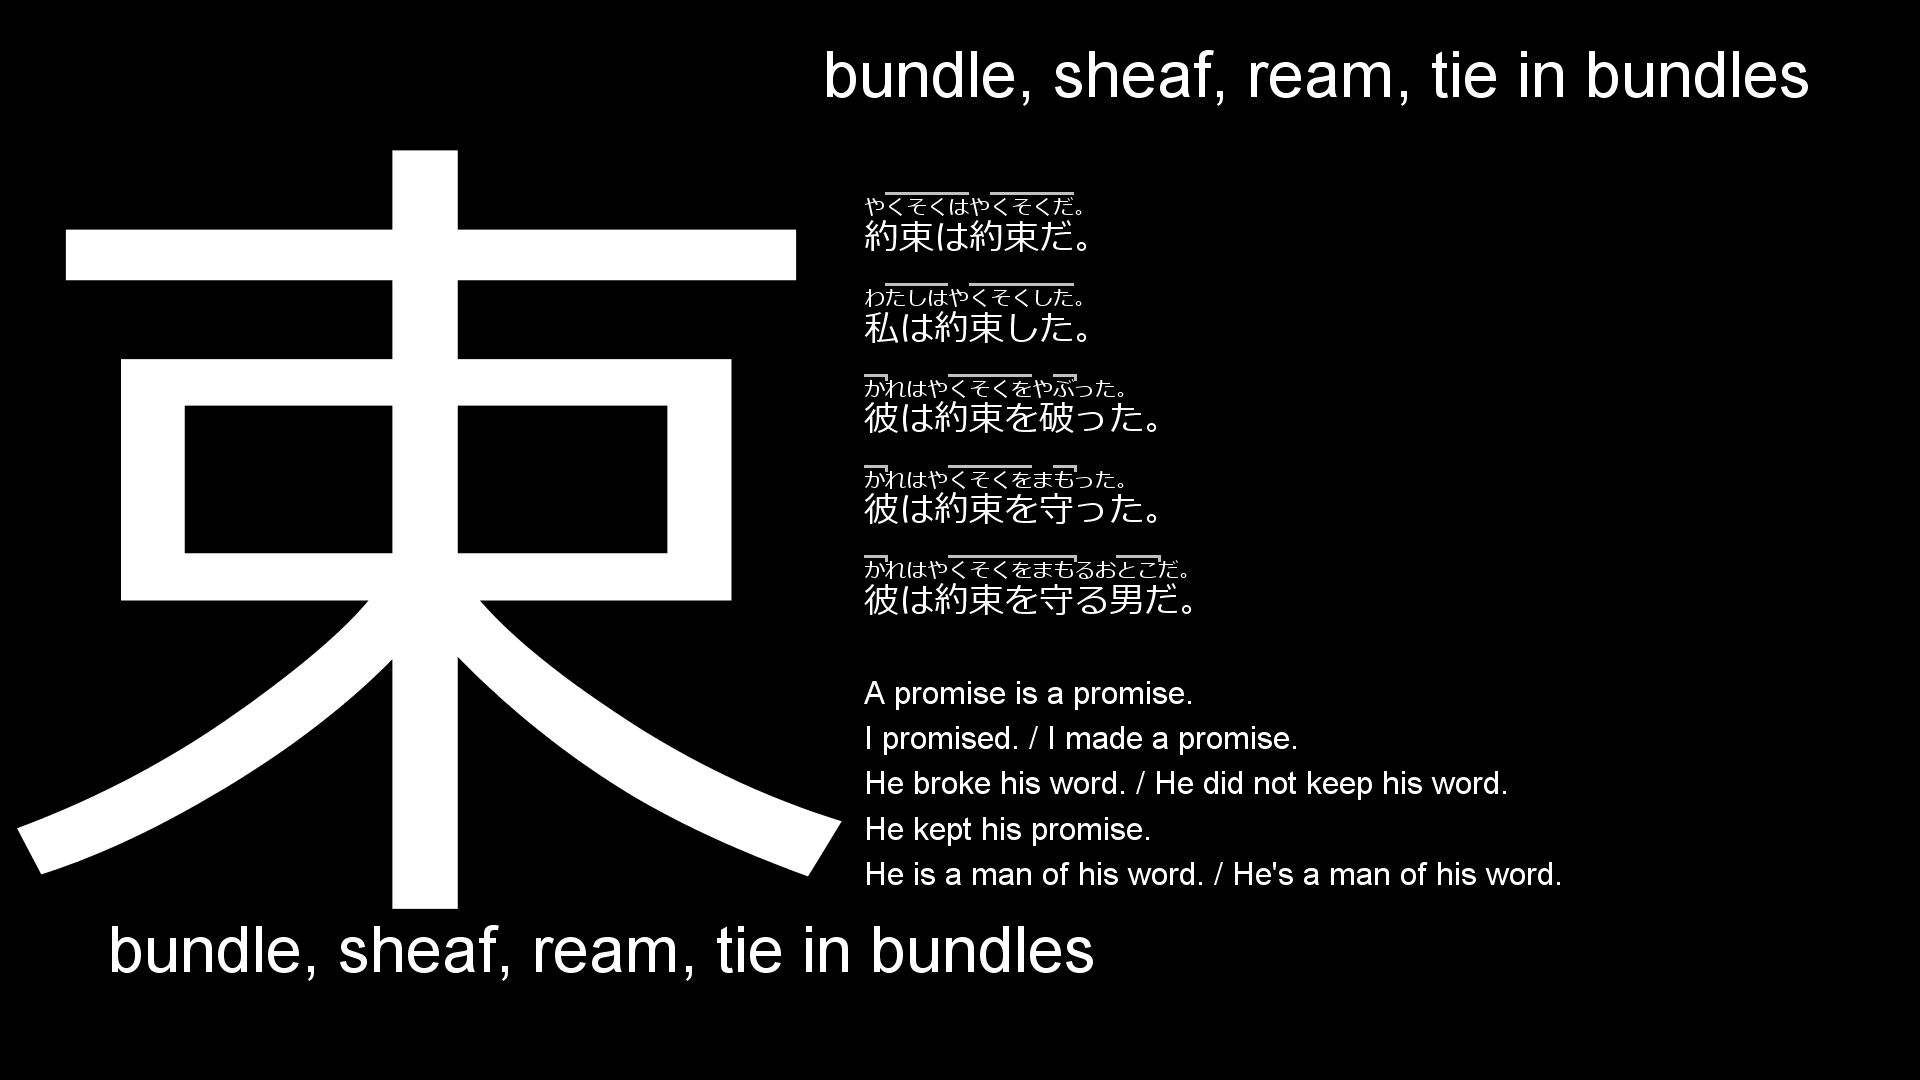 bundle, sheaf, ream, tie in bundles
束
やくそくはやくそくだ。
約束は約束だ。
わたしはやくそくした。
私は約束した。
かれはやくそくをやぶった。
彼は約束を破った。
かれはやくそくをまもった。
彼は約束を守った。
かれはやくそくをまもるおとこだ。
彼は約束を守る男だ。
A promise is a promise.
I promised. / I made a promise.
He broke his word. / He did not keep his word.
He kept his promise.
He is a man of his word. / He's a man of his word.
bundle, sheaf, ream, tie in bundles